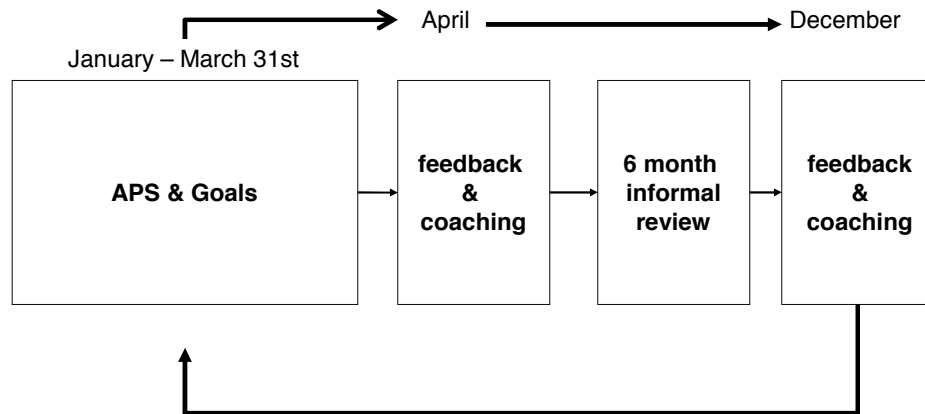 April
December
January – March 31st
APS & Goals
feedback
&
coaching
6 month
informal
review
feedback
&
coaching